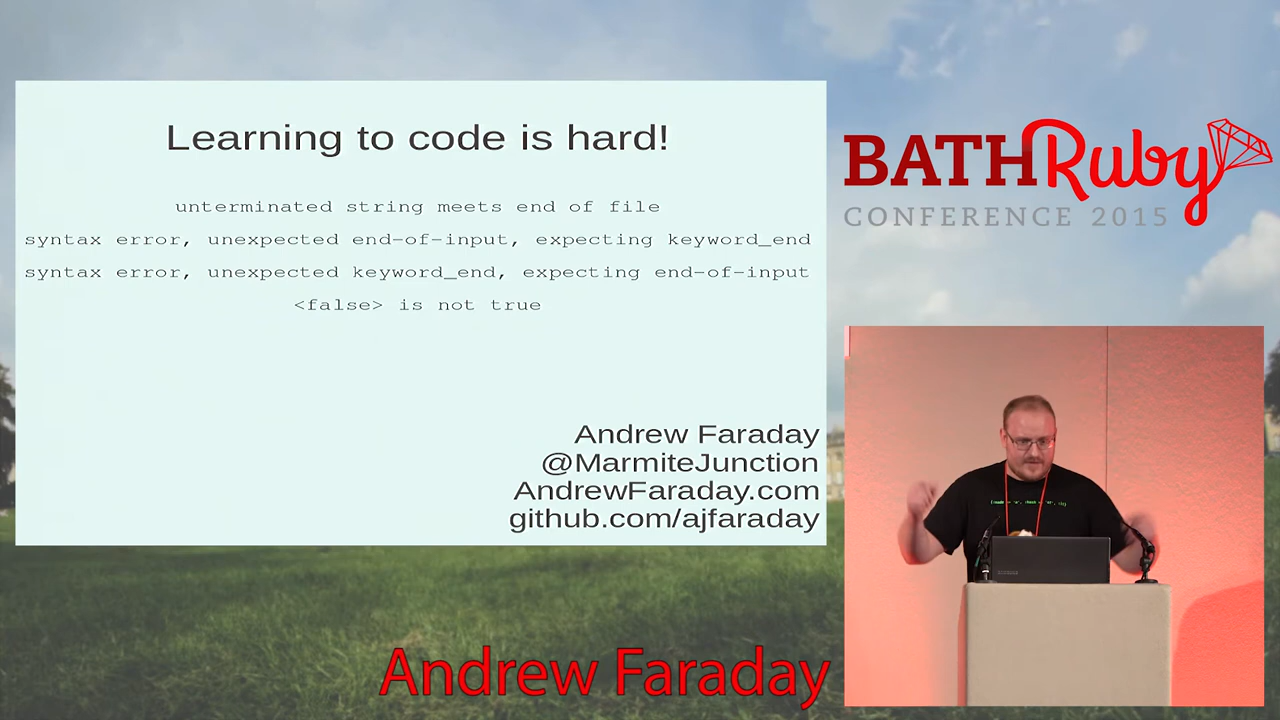 Learning to code is hard!
unterminated string meets end of file
syntax error, unexpected end-of-input, expecting keyword_end
syntax error, unexpected keyword_end, expecting end-of-input
<false> is not true
Andrew Faraday
@MarmiteJunction
AndrewFaraday.com
github.com/ajfaraday
BATHRuby
CONFERENCE 2015
Andrew Faraday